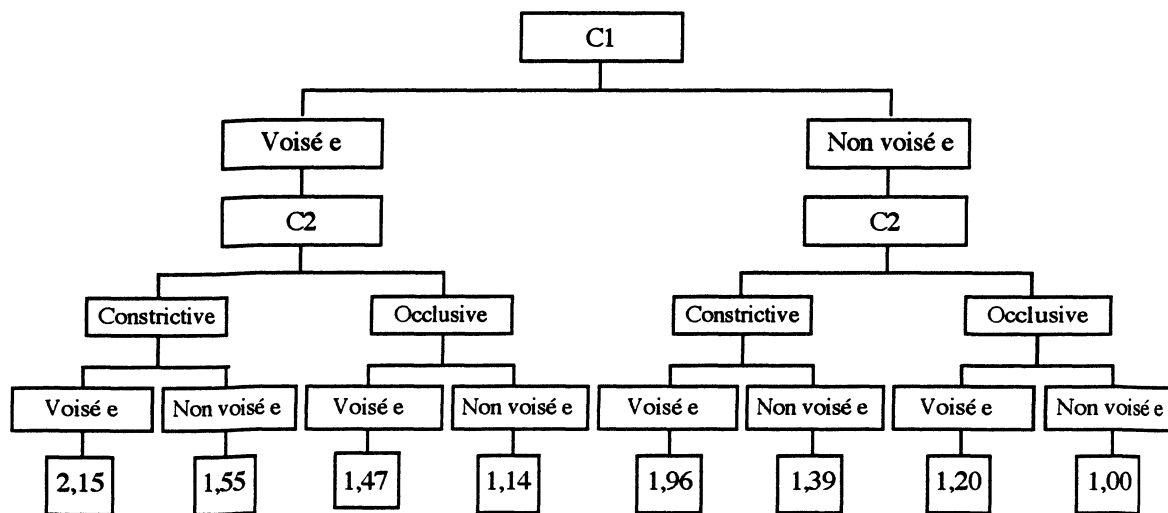 C1
Voisé e Non voisé e
C2 C2
Constrictive Occlusive Constrictive Occlusive
Voisé e Non voisé e Voisé e Non voisé e Voisé e Non voisé e Voisé e Non voisé e
2,15 1,55 1,47 1,14 1,96 1,39 1,20 1,00